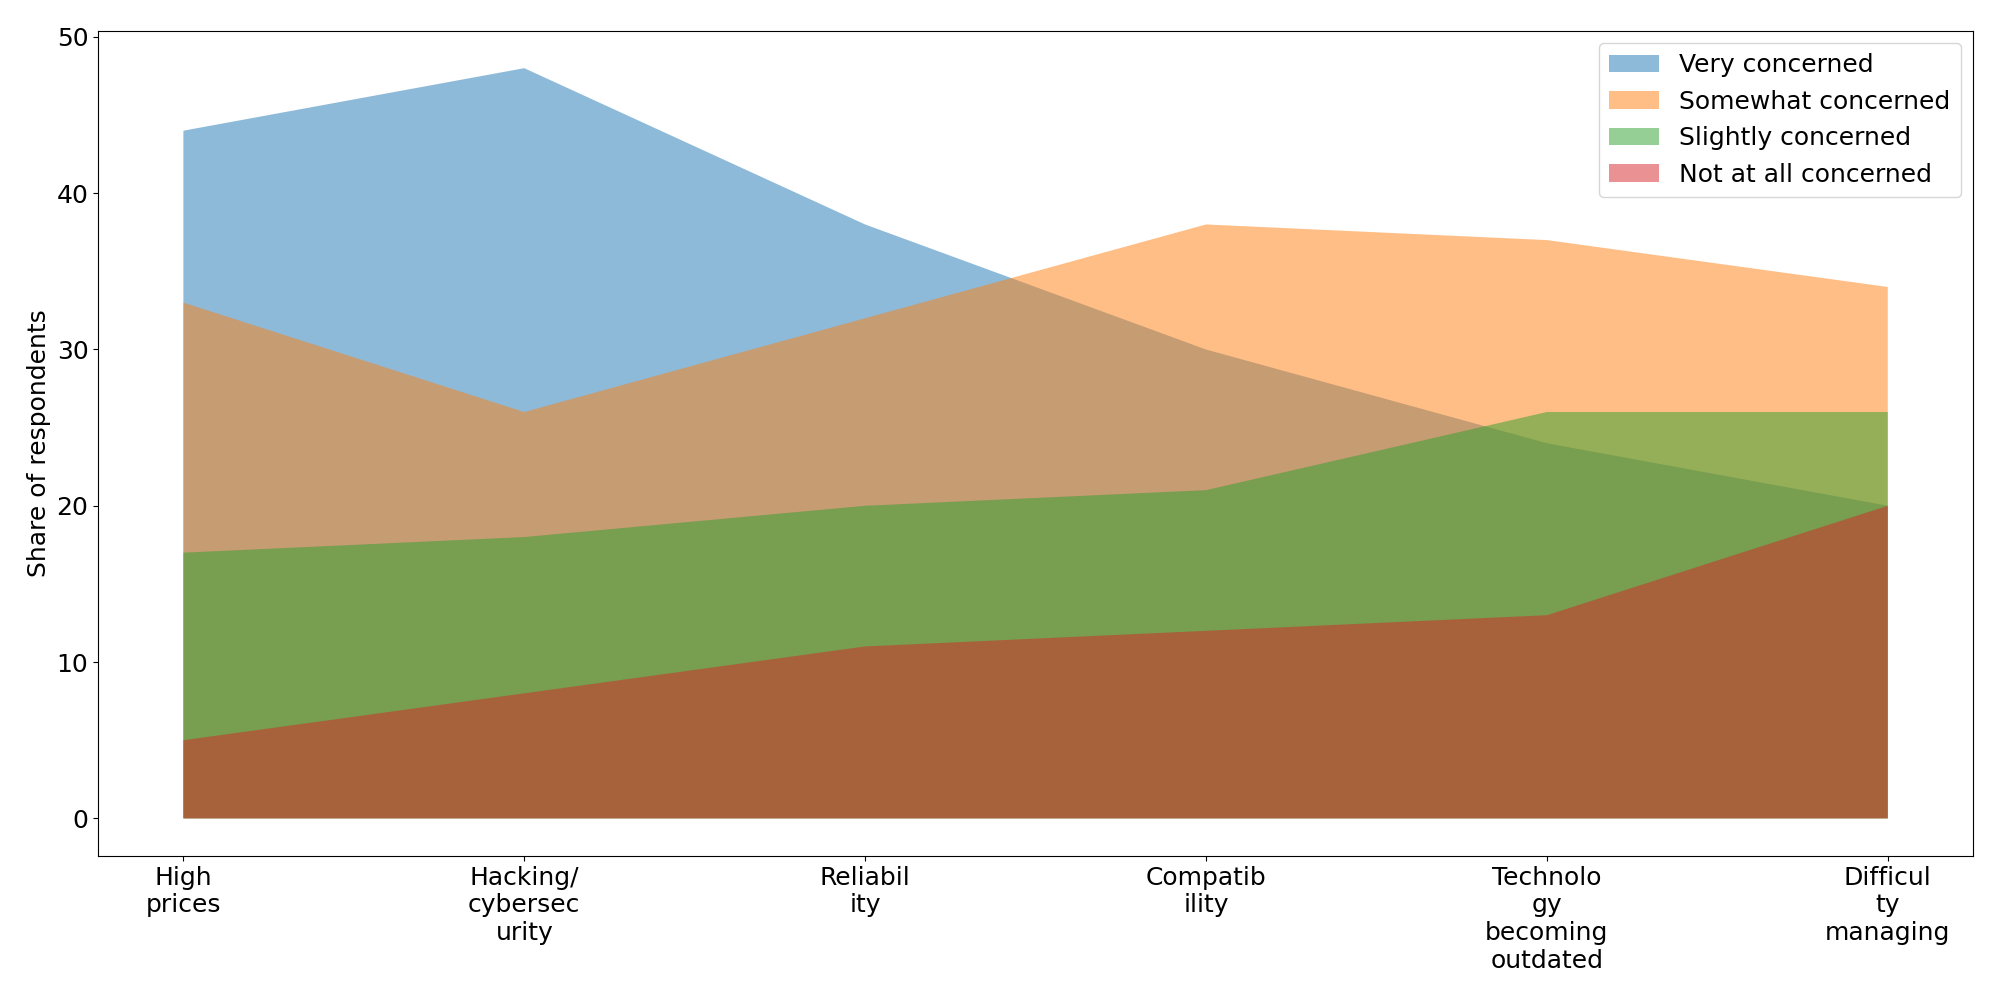 50
40
30
20
10
0
Share of respondents
Very concerned
Somewhat concerned
Slightly concerned
Not at all concerned
High
prices
Hacking/
cybersec
urity
Reliabil
ity
Compatib
ility
Technolo
gy
becoming
outdated
Difficul
ty
managing